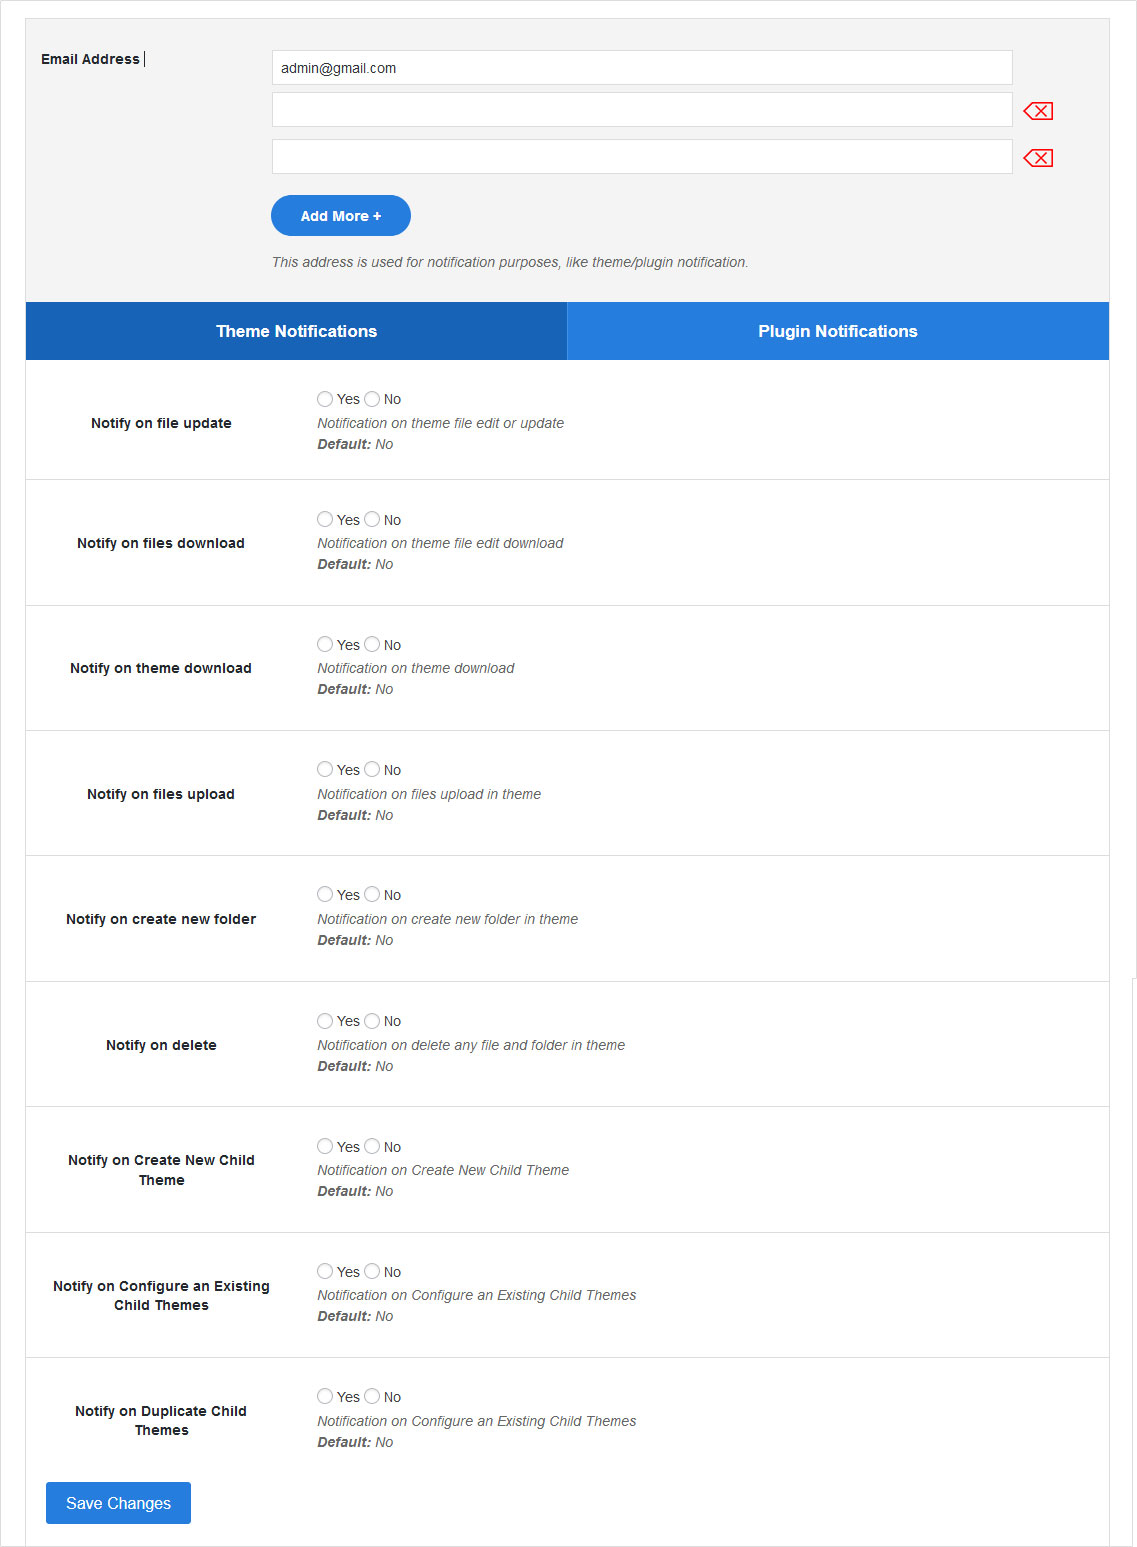 Email Address
admin@gmail.com
Add More +
This address is used for notification purposes, like theme/plugin notification.
Theme Notifications
Plugin Notifications
Notify on file update
Yes No
Notification on theme file edit or update
Default: No
Notify on files download
Yes No
Notification on theme file edit download
Default: No
Notify on theme download
Yes No
Notification on theme download
Default: No
Notify on files upload
Yes No
Notification on files upload in theme
Default: No
Notify on create new folder
Yes No
Notification on create new folder in theme
Default: No
Notify on delete
Yes No
Notification on delete any file and folder in theme
Default: No
Notify on Create New Child
Theme
Yes No
Notification on Create New Child Theme
Default: No
Notify on Configure an Existing
Child Themes
Yes No
Notification on Configure an Existing Child Themes
Default: No
Notify on Duplicate Child
Themes
Yes No
Notification on Configure an Existing Child Themes
Default: No
Save Changes